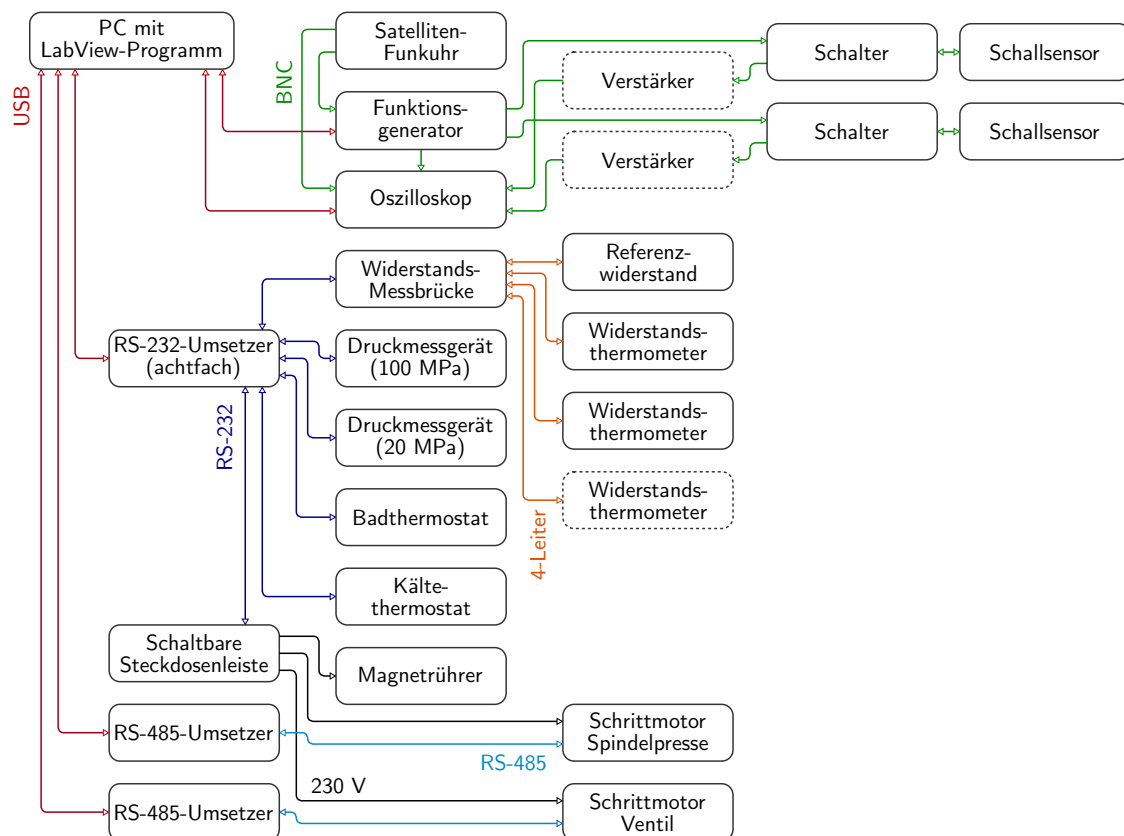 PC mit
LabView-Programm
Satelliten-
Funkuhr
Schalter
Schallsensor
Verstärker
BNC
USB
Funktions-
generator
Schalter
Schallsensor
Verstärker
Oszilloskop
Widerstands-
Messbrücke
Referenz-
widerstand
RS-232-Umsetzer
(achtfach)
Druckmessgerät
(100 MPa)
Widerstands-
thermometer
RS-232
Druckmessgerät
(20 MPa)
Widerstands-
thermometer
Badthermostat
Widerstands-
thermometer
4-Leiter
Kälte-
thermostat
Schaltbare
Steckdosenleiste
Magnetrührer
RS-485-Umsetzer
Schrittmotor
Spindelpresse
RS-485
230 V
RS-485-Umsetzer
Schrittmotor
Ventil